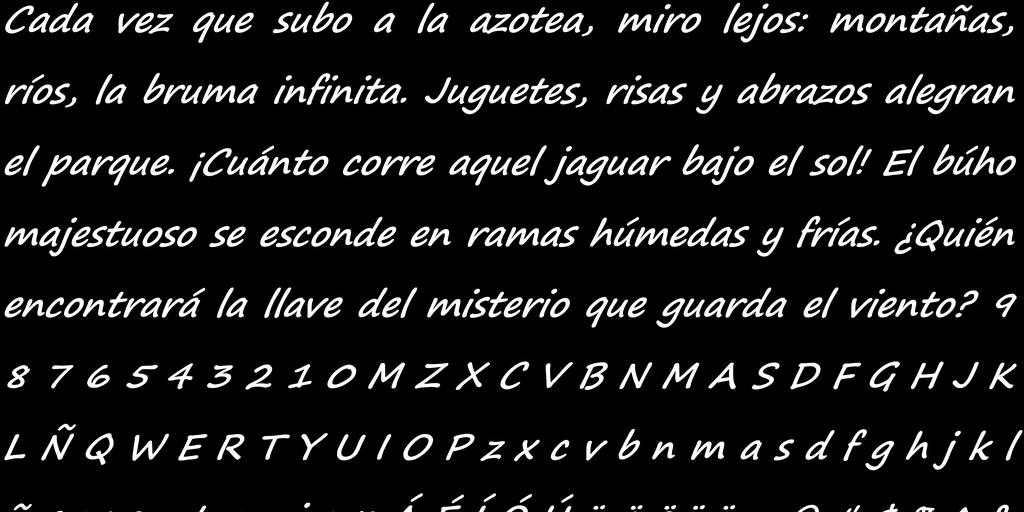 Cada vez que subo a la azotea, miro lejos: montañas,
ríos, la bruma infinita. Juguetes, risas y abrazos alegran
el parque. ¡Cuánto corre aquel jaguar bajo el sol! El búho
majestuoso se esconde en ramas húmedas y frías. ¿Quién
encontrará la llave del misterio que guarda el viento? 9
8 7 6 5 4 3 2 1 0 M Z X C V B N M A S D F G H J K
L Ñ Q W E R T Y U I O P z x c v b n m a s d f g h j k l